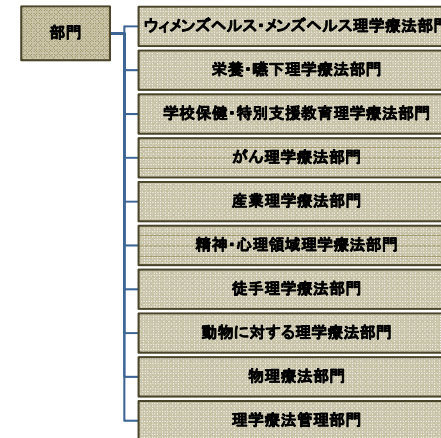 部門
ウィメンズヘルス・メンズヘルス理学療法部門
栄養・嚥下理学療法部門
学校保健・特別支援教育理学療法部門
がん理学療法部門
産業理学療法部門
精神・心理領域理学療法部門
徒手理学療法部門
動物に対する理学療法部門
物理療法部門
理学療法管理部門